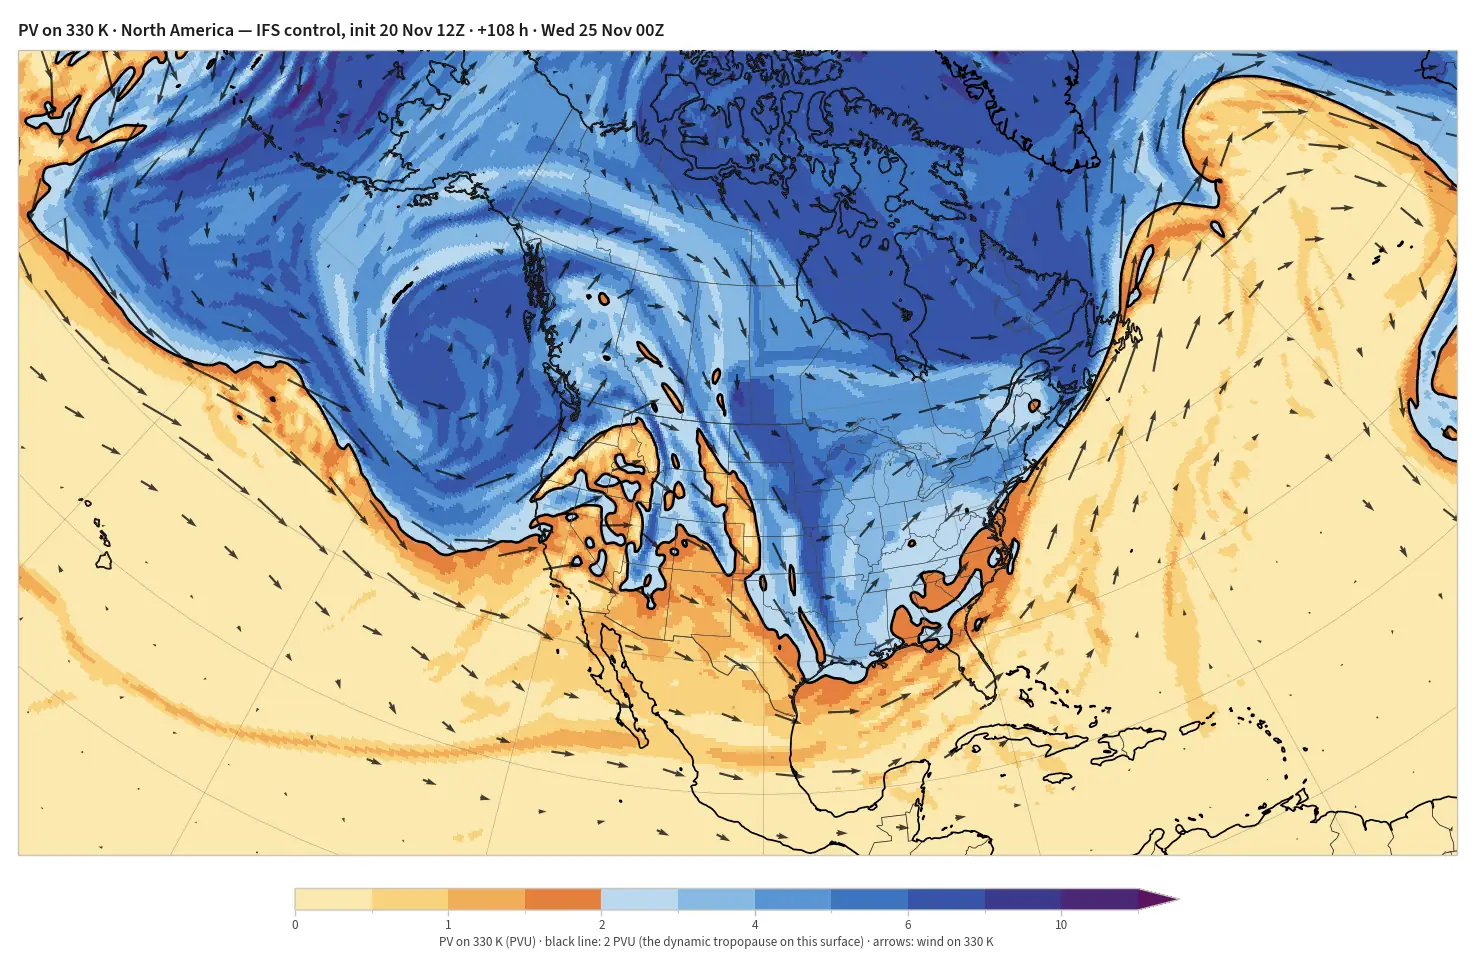 PV on 330 K · North America — IFS control, init 20 Nov 12Z · +108 h · Wed 25 Nov 00Z
0 1 2 4 6 10
PV on 330 K (PVU) · black line: 2 PVU (the dynamic tropopause on this surface) · arrows: wind on 330 K